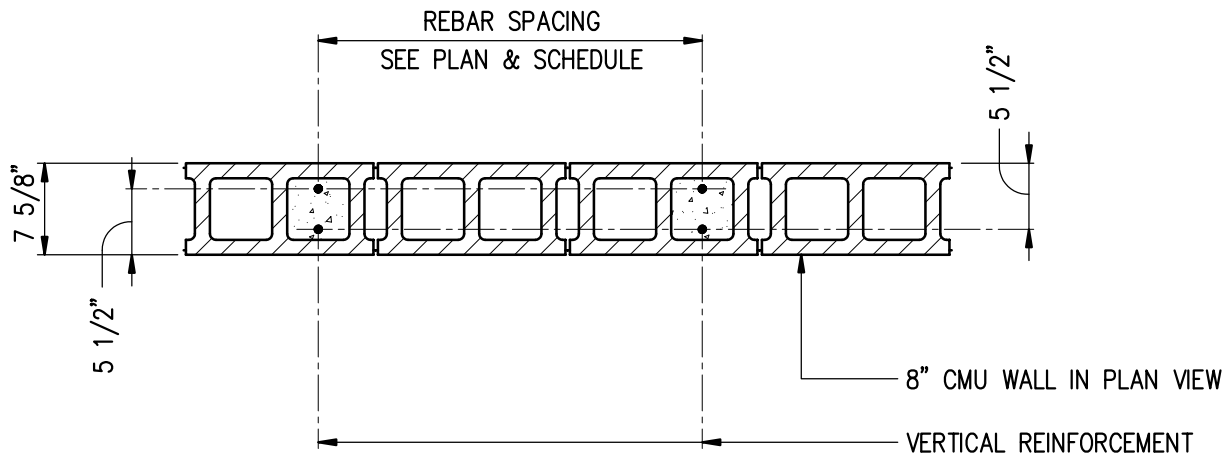 REBAR SPACING
SEE PLAN & SCHEDULE
5 1/2"
7 5/8"
5 1/2"
8" CMU WALL IN PLAN VIEW
VERTICAL REINFORCEMENT